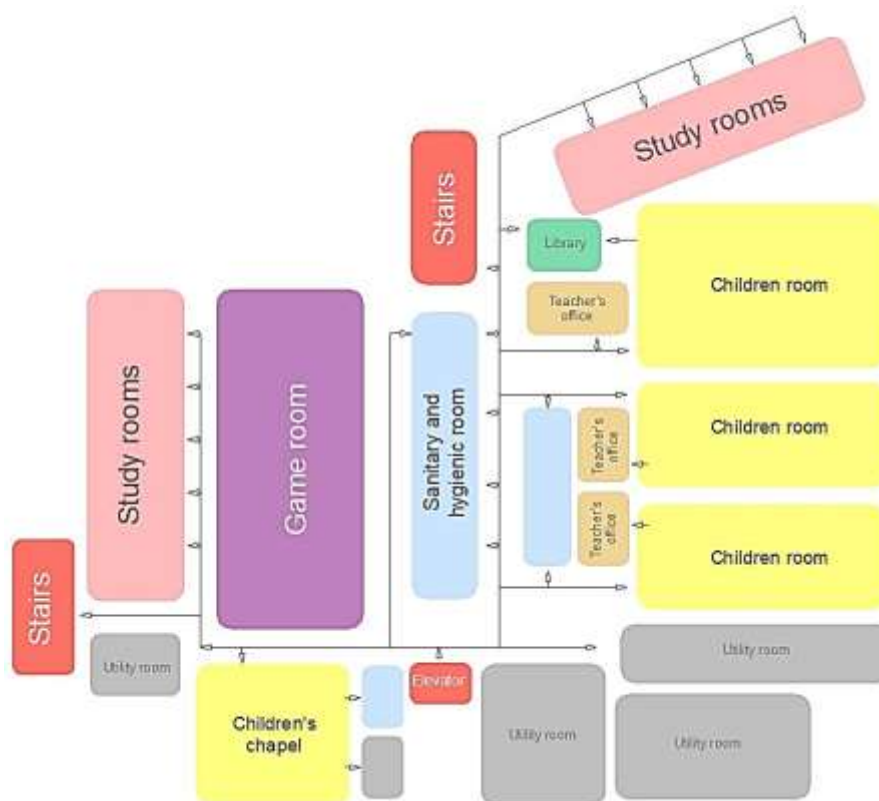 Study rooms
Stairs
Library
Children room
Teacher's
office
Study rooms
Game room
Sanitary and
hygienic room
Children room
Teacher's
office
Children room
Teacher's
office
Stairs
Utility room
Children's
chapel
Elevator
Utility room
Utility room
Utility room